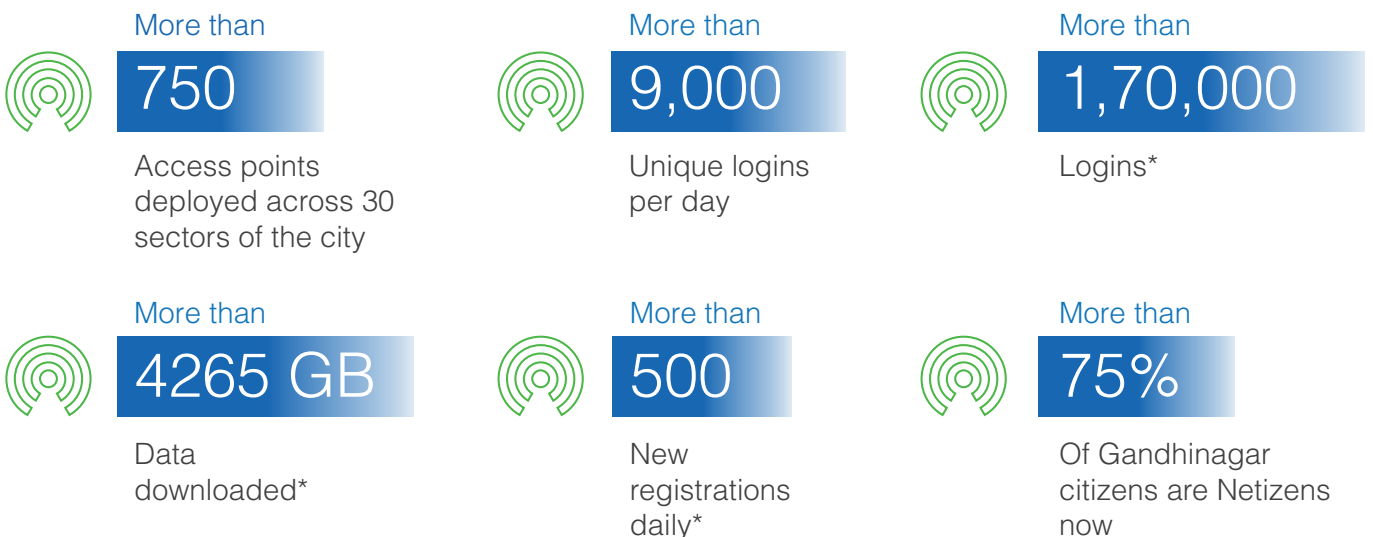 More than
750
Access points
deployed across 30
sectors of the city
More than
9,000
Unique logins
per day
More than
1,70,000
Logins*
More than
4265 GB
Data
downloaded*
More than
500
New
registrations
daily*
More than
75%
Of Gandhinagar
citizens are Netizens
now